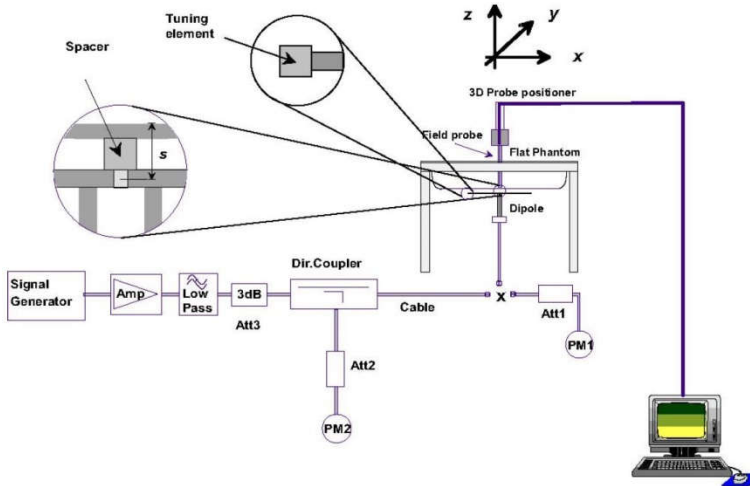 Tuning
element
Spacer
s
z
y
x
3D Probe positioner
Field probe
Flat Phantom
Dipole
Dir.Coupler
Signal
Generator
Amp
Low
Pass
3dB
Att3
Cable
x
Att1
PM1
Att2
PM2